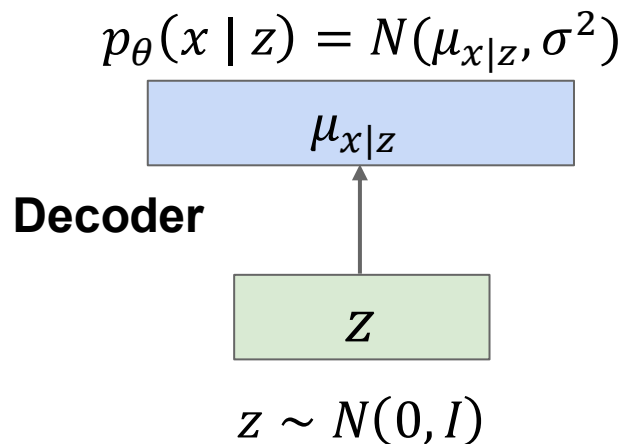 p_θ(x | z) = N(μ_{x|z}, σ²)
μ_{x|z}
Decoder
z
z ~ N(0, I)